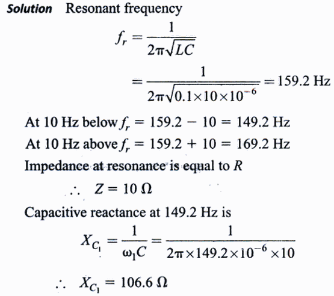 Solution Resonant frequency
f_r = 1 / 2π√LC
= 1 / 2π√0.1×10×10⁻⁶ = 159.2 Hz
At 10 Hz below f_r = 159.2 − 10 = 149.2 Hz
At 10 Hz above f_r = 159.2 + 10 = 169.2 Hz
Impedance at resonance is equal to R
∴ Z = 10 Ω
Capacitive reactance at 149.2 Hz is
X_C₁ = 1 / ω₁C = 1 / 2π×149.2×10⁻⁶×10
∴ X_C₁ = 106.6 Ω